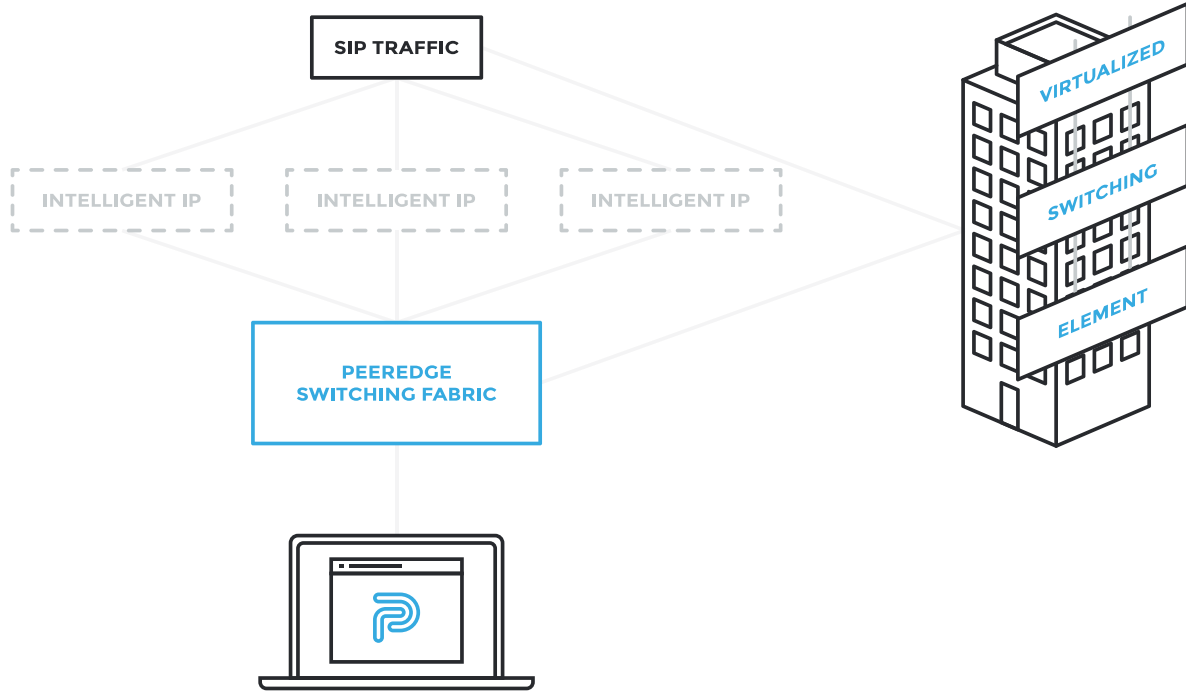 SIP TRAFFIC
INTELLIGENT IP
INTELLIGENT IP
INTELLIGENT IP
PEEREDGE
SWITCHING FABRIC
VIRTUALIZED
SWITCHING
ELEMENT